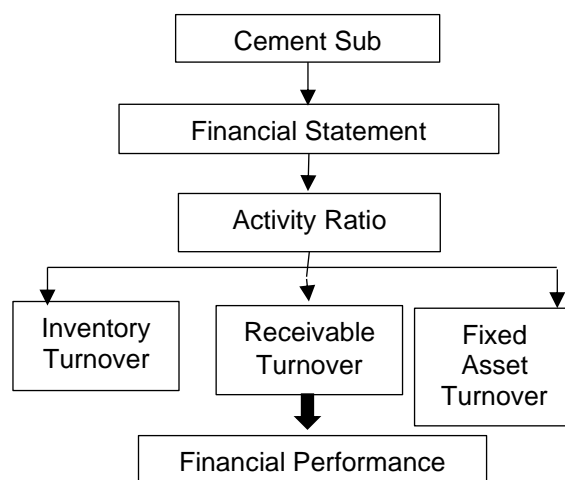 Cement Sub
Financial Statement
Activity Ratio
Inventory
Turnover
Receivable
Turnover
Fixed
Asset
Turnover
Financial Performance